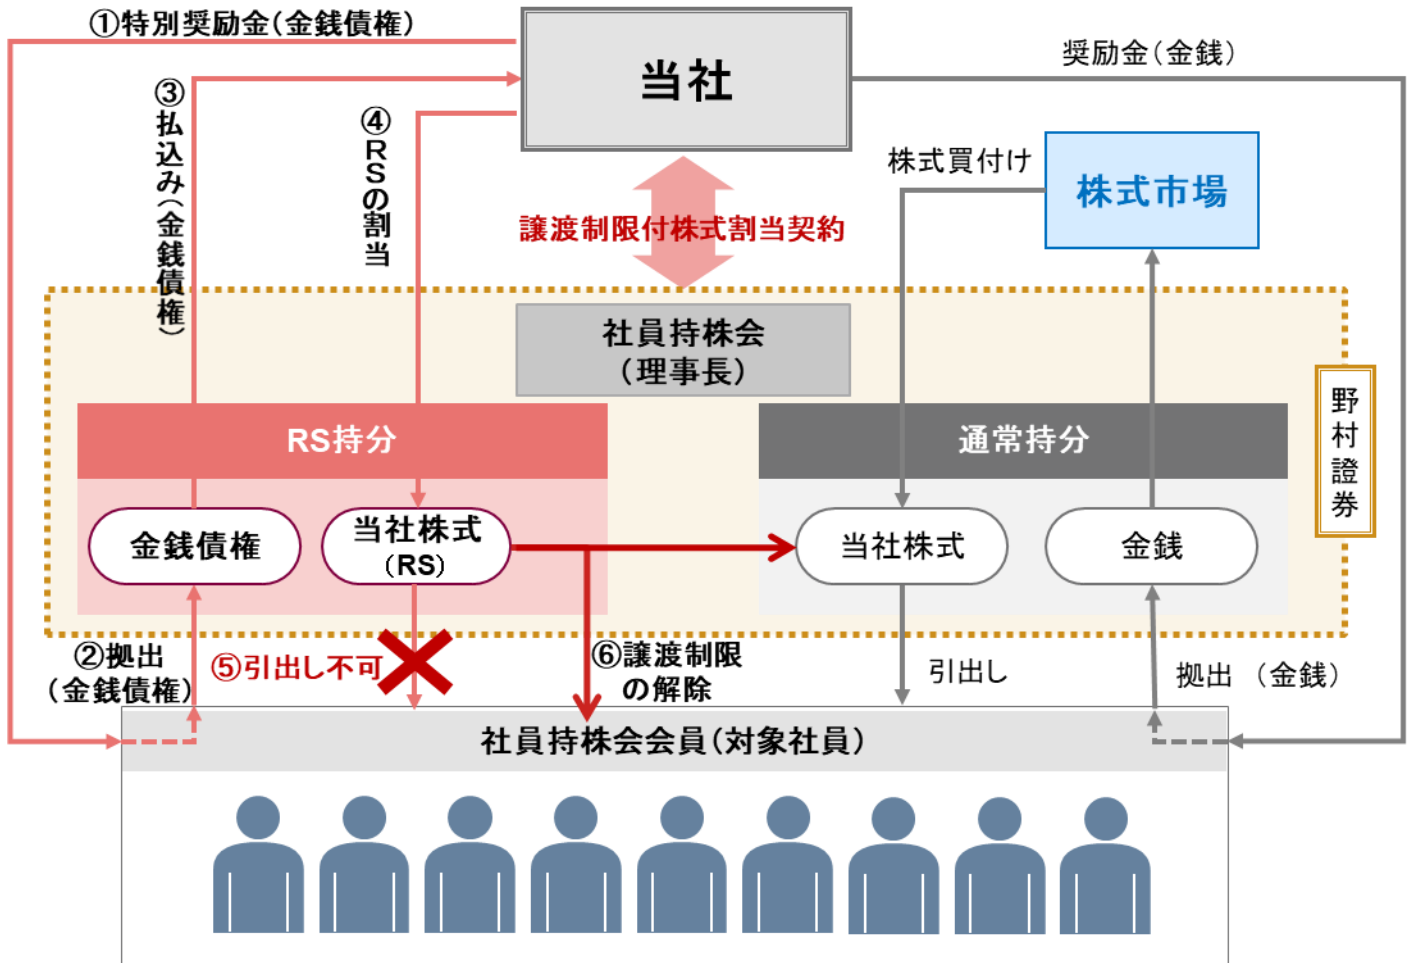 ①特別奨励金(金銭債権)
当社
奨励金(金銭)
③払込み(金銭債権)
④RSの割当
株式買付け
株式市場
譲渡制限付株式割当契約
社員持株会
(理事長)
野村證券
RS持分
通常持分
金銭債権
当社株式
(RS)
当社株式
金銭
②拠出
(金銭債権)
⑤引出し不可
⑥譲渡制限
の解除
引出し
拠出 (金銭)
社員持株会会員(対象社員)